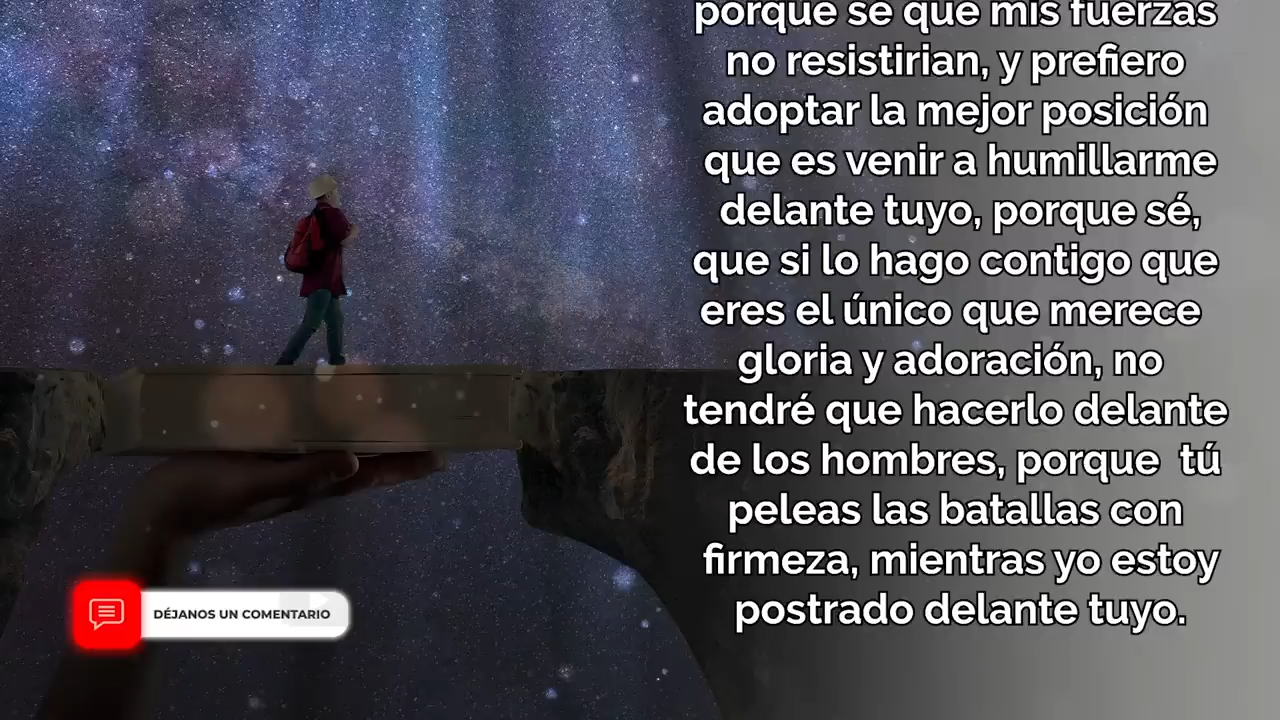 porque sé que mis fuerzas
no resistirian, y prefiero
adoptar la mejor posición
que es venir a humillarme
delante tuyo, porque sé,
que si lo hago contigo que
eres el único que merece
gloria y adoración, no
tendré que hacerlo delante
de los hombres, porque tú
peleas las batallas con
firmeza, mientras yo estoy
postrado delante tuyo.
DÉJANOS UN COMENTARIO